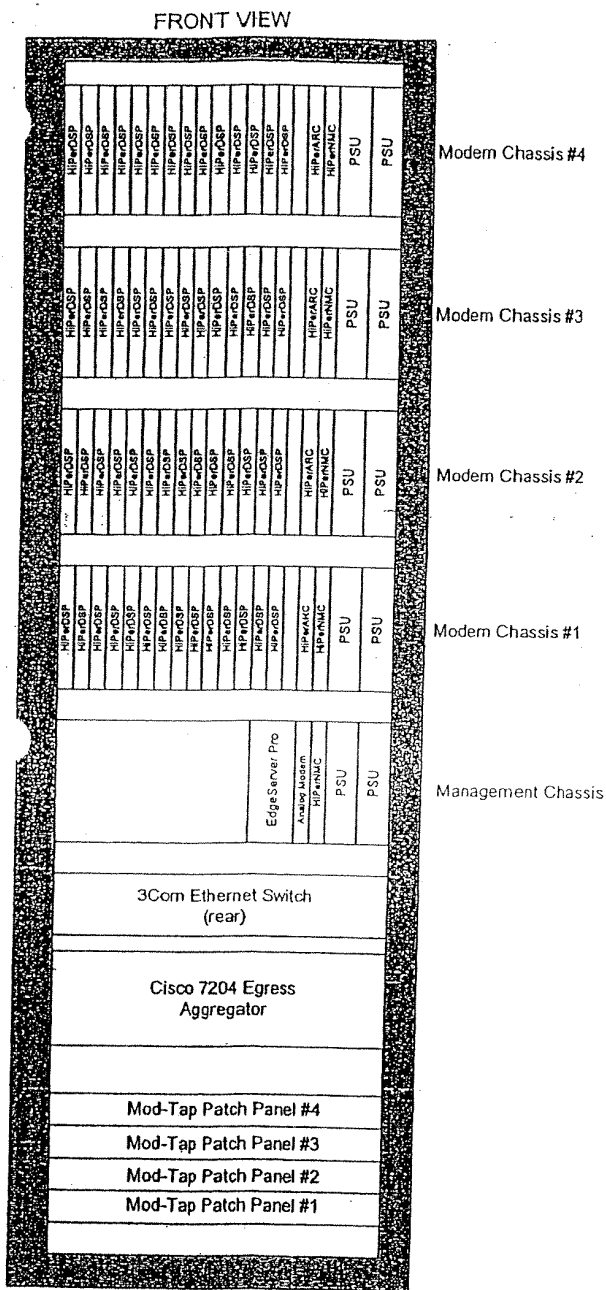 FRONT VIEW
HiPerDSP
HiPerDSP
HiPerDSP
HiPerDSP
HiPerDSP
HiPerDSP
HiPerDSP
HiPerDSP
HiPerDSP
HiPerDSP
HiPerDSP
HiPerDSP
HiPerDSP
HiPerDSP
HiPerARC
HiPerNMC
PSU
PSU
Modem Chassis #4
HiPerDSP
HiPerDSP
HiPerDSP
HiPerDSP
HiPerDSP
HiPerDSP
HiPerDSP
HiPerDSP
HiPerDSP
HiPerDSP
HiPerDSP
HiPerDSP
HiPerDSP
HiPerDSP
HiPerARC
HiPerNMC
PSU
PSU
Modem Chassis #3
HiPerDSP
HiPerDSP
HiPerDSP
HiPerDSP
HiPerDSP
HiPerDSP
HiPerDSP
HiPerDSP
HiPerDSP
HiPerDSP
HiPerDSP
HiPerDSP
HiPerDSP
HiPerDSP
HiPerARC
HiPerNMC
PSU
PSU
Modem Chassis #2
HiPerDSP
HiPerDSP
HiPerDSP
HiPerDSP
HiPerDSP
HiPerDSP
HiPerDSP
HiPerDSP
HiPerDSP
HiPerDSP
HiPerDSP
HiPerDSP
HiPerDSP
HiPerDSP
HiPerARC
HiPerNMC
PSU
PSU
Modem Chassis #1
EdgeServer Pro
Analog Modem
HiPerNMC
PSU
PSU
Management Chassis
3Com Ethernet Switch
(rear)
Cisco 7204 Egress
Aggregator
Mod-Tap Patch Panel #4
Mod-Tap Patch Panel #3
Mod-Tap Patch Panel #2
Mod-Tap Patch Panel #1